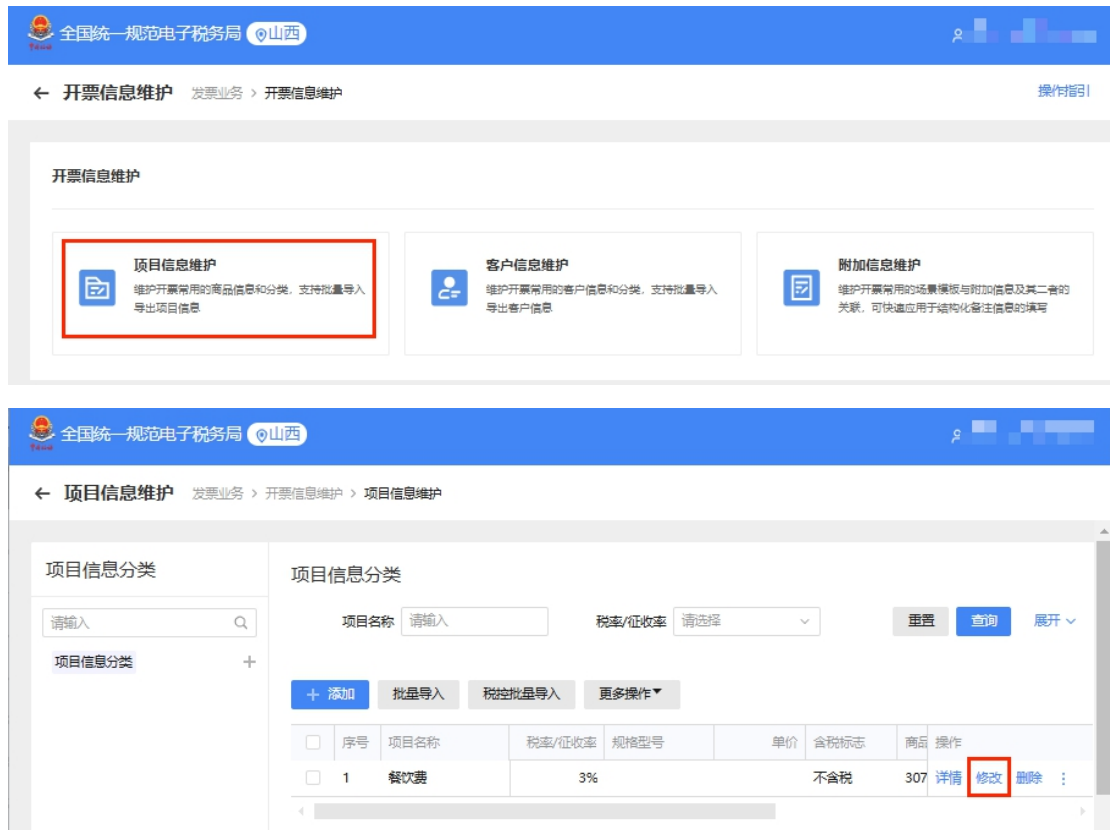 全国统一规范电子税务局 山西
← 开票信息维护 发票业务 > 开票信息维护 操作指引
开票信息维护
项目信息维护
维护开票常用的商品信息和分类，支持批量导入
导出项目信息
客户信息维护
维护开票常用的客户信息和分类，支持批量导入
导出客户信息
附加信息维护
维护开票常用的场景模板与附加信息及其二者的
关联，可快速应用于结构化备注信息的填写
全国统一规范电子税务局 山西
← 项目信息维护 发票业务 > 开票信息维护 > 项目信息维护
项目信息分类
请输入
项目信息分类 +
项目信息分类
项目名称 请输入 税率/征收率 请选择 重置 查询 展开
+ 添加 批量导入 税控批量导入 更多操作▼
序号 项目名称 税率/征收率 规格型号 单价 含税标志 商品 操作
1 餐饮费 3% 不含税 307 详情 修改 删除 ⋮